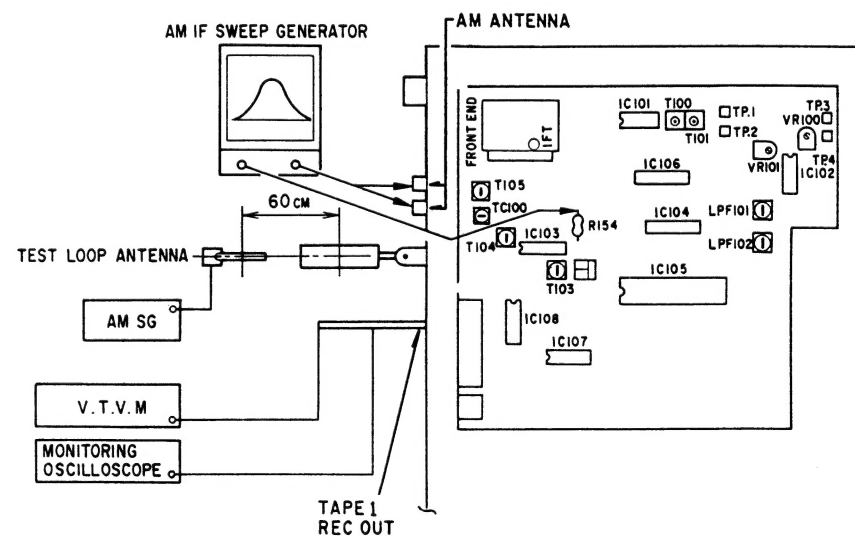 AM IF SWEEP GENERATOR
AM ANTENNA
FRONT END
IFT
IC101
T100
T101
TP.1
TP.2
TP.3
VR100
TP.4
VR101
IC102
IC106
T105
TC100
60CM
R154
IC104
LPF101
LPF102
TEST LOOP ANTENNA
T104
IC103
T103
IC105
AM SG
IC108
IC107
V.T.V.M
MONITORING
OSCILLOSCOPE
TAPE 1
REC OUT